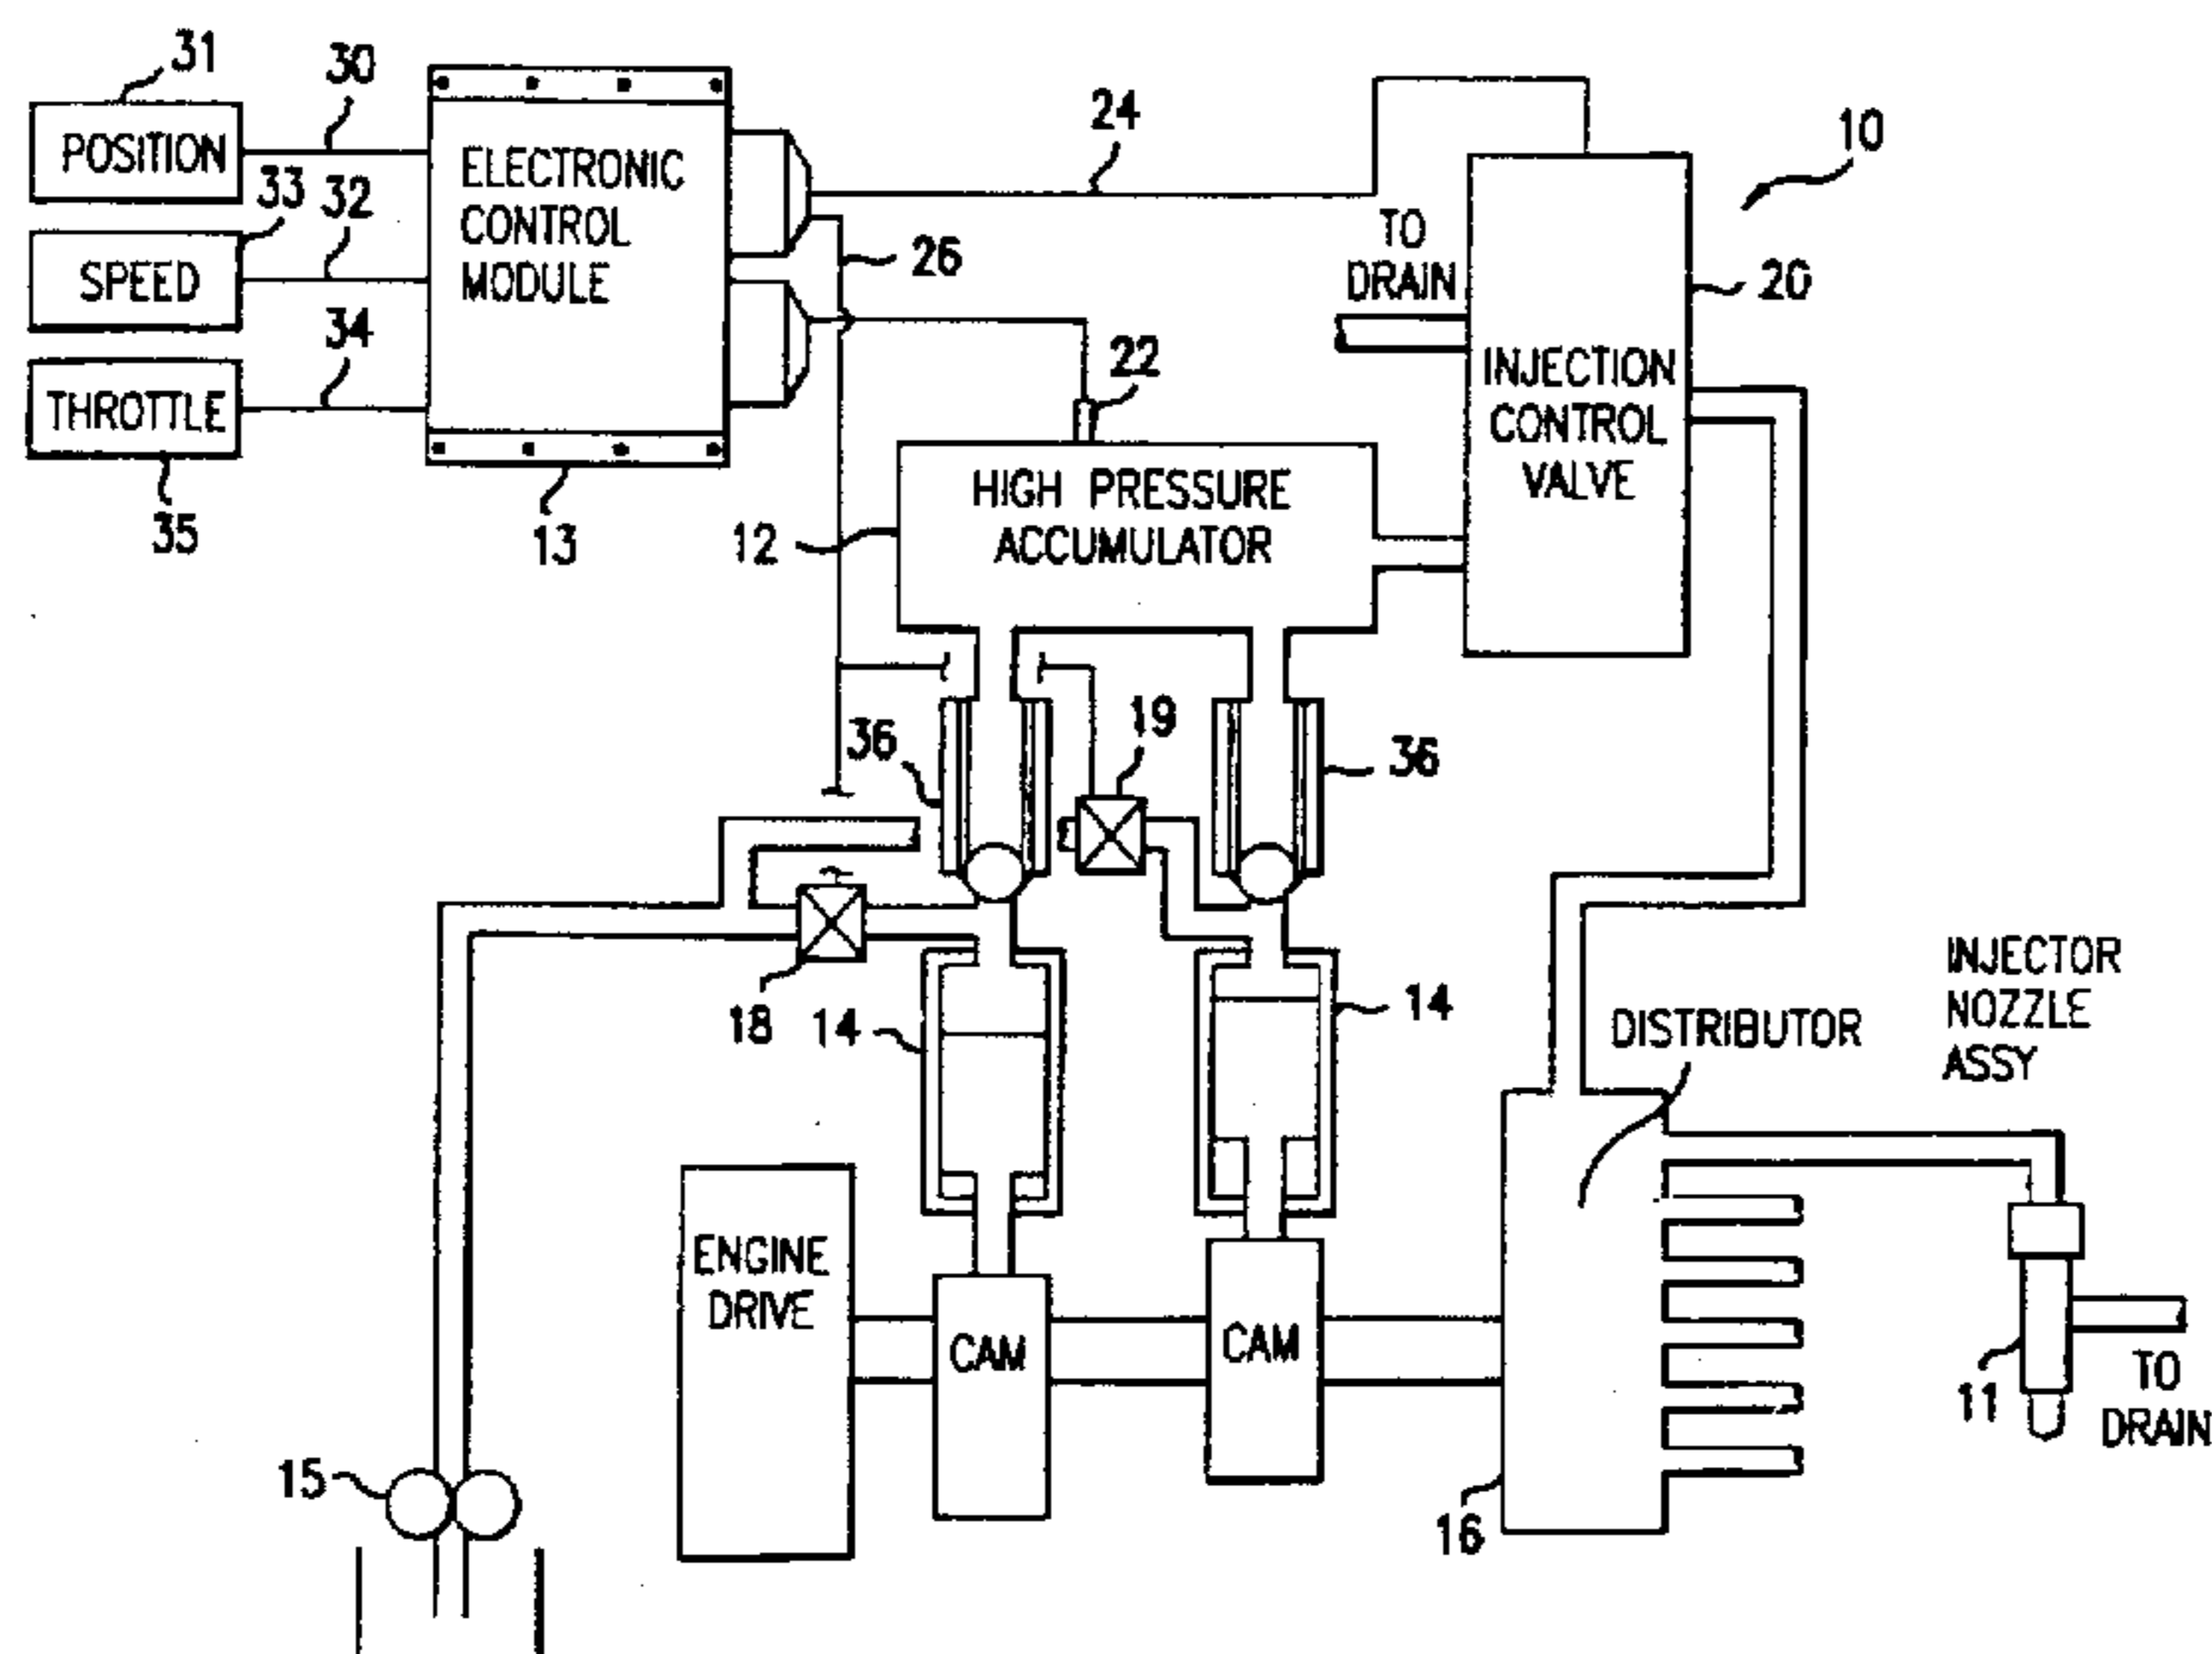 31
30
POSITION
33
32
SPEED
34
THROTTLE
35
ELECTRONIC
CONTROL
MODULE
13
24
26
22
10
TO
DRAIN
20
INJECTION
CONTROL
VALVE
12
HIGH PRESSURE
ACCUMULATOR
36
19
36
18
14
14
DISTRIBUTOR
INJECTOR
NOZZLE
ASSY
ENGINE
DRIVE
CAM
CAM
15
16
11
TO
DRAIN